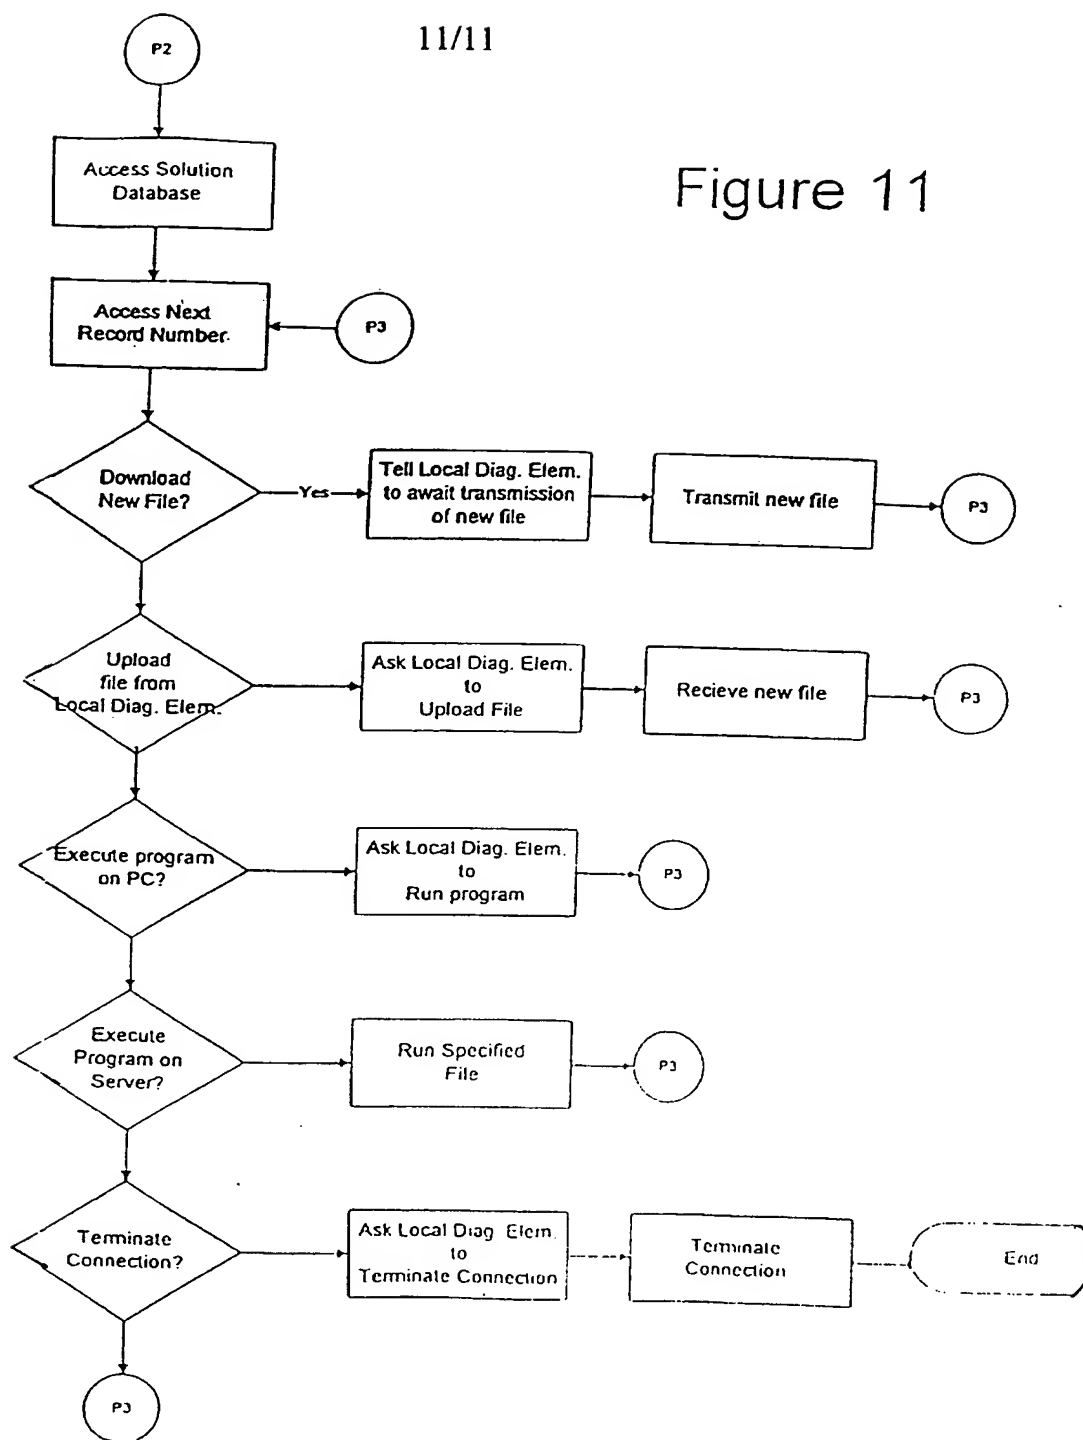 P2
11/11
Access Solution
Database
Figure 11
Access Next
Record Number.
P3
Download
New File?
Yes
Tell Local Diag. Elem.
to await transmission
of new file
Transmit new file
P3
Upload
file from
Local Diag. Elem.
Ask Local Diag. Elem.
to
Upload File
Recieve new file
P3
Execute program
on PC?
Ask Local Diag. Elem.
to
Run program
P3
Execute
Program on
Server?
Run Specified
File
P3
Terminate
Connection?
Ask Local Diag Elem.
to
Terminate Connection
Terminate
Connection
End
P3